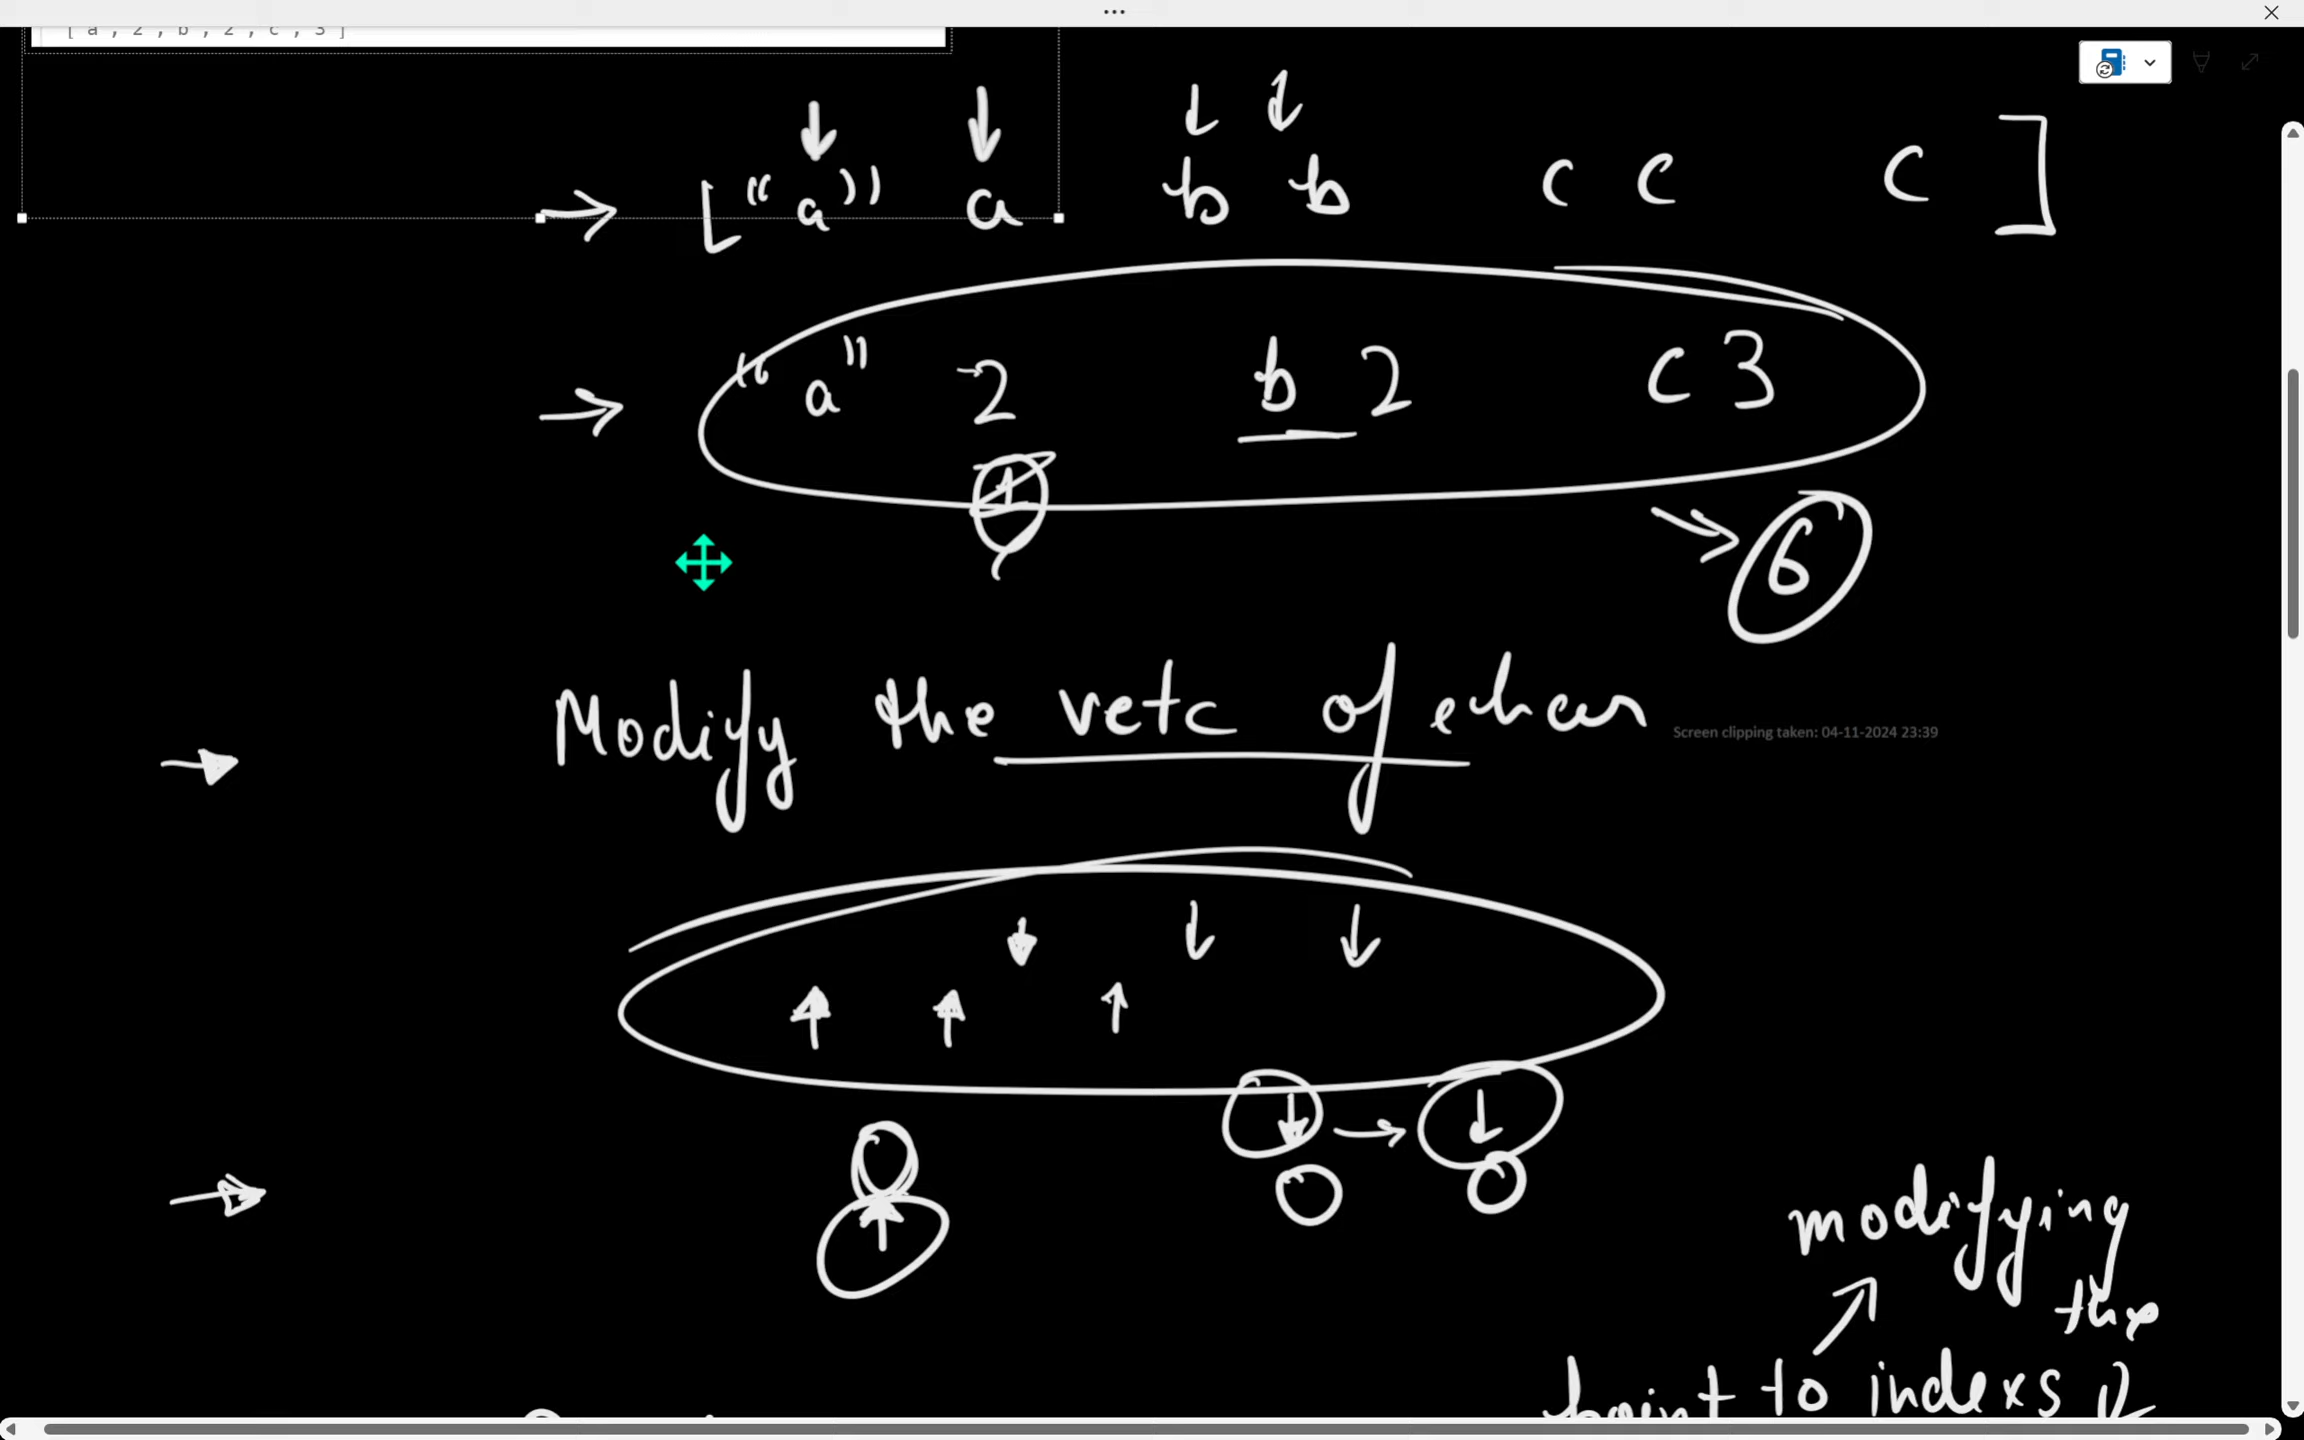 [ a , 2 , b , 2 , c , 3 ]
["a" a b b c c c ]
"a" 2 b 2 c 3
1
6
Modify the vetc of char
Screen clipping taken: 04-11-2024 23:39
modifying
the
point to indexs